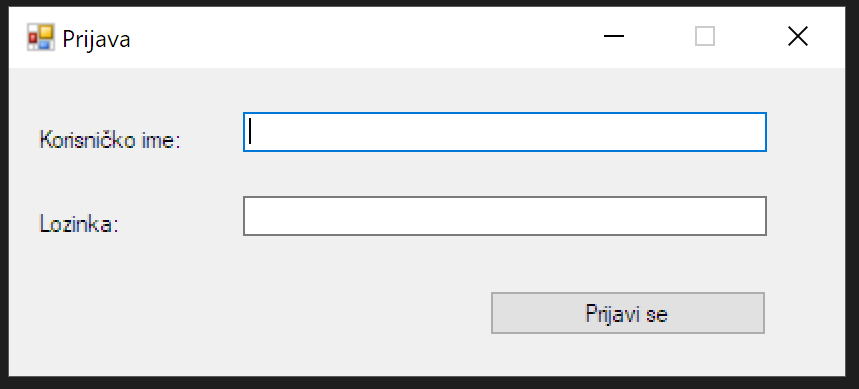 Prijava
Korisničko ime:
Lozinka:
Prijavi se